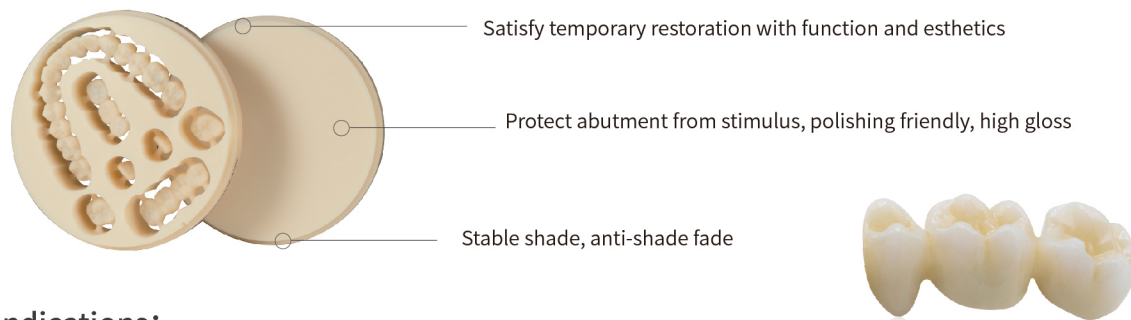 Satisfy temporary restoration with function and esthetics
Protect abutment from stimulus, polishing friendly, high gloss
Stable shade, anti-shade fade